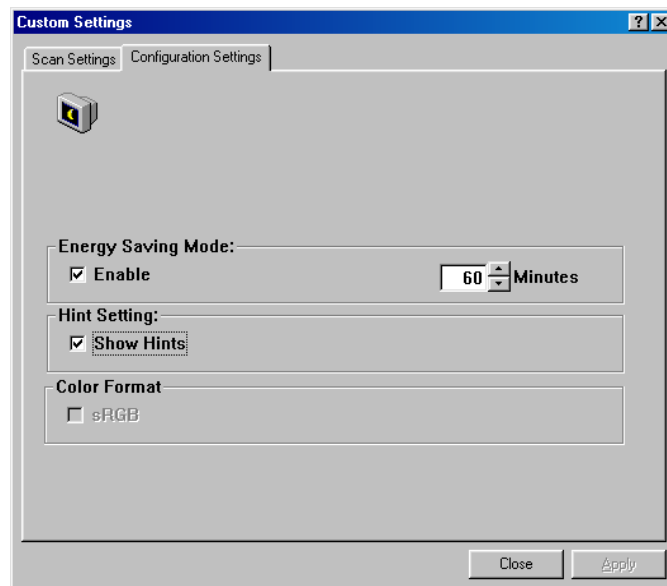 Custom Settings
Scan Settings Configuration Settings
Energy Saving Mode:
Enable 60 Minutes
Hint Setting:
Show Hints
Color Format
sRGB
Close Apply